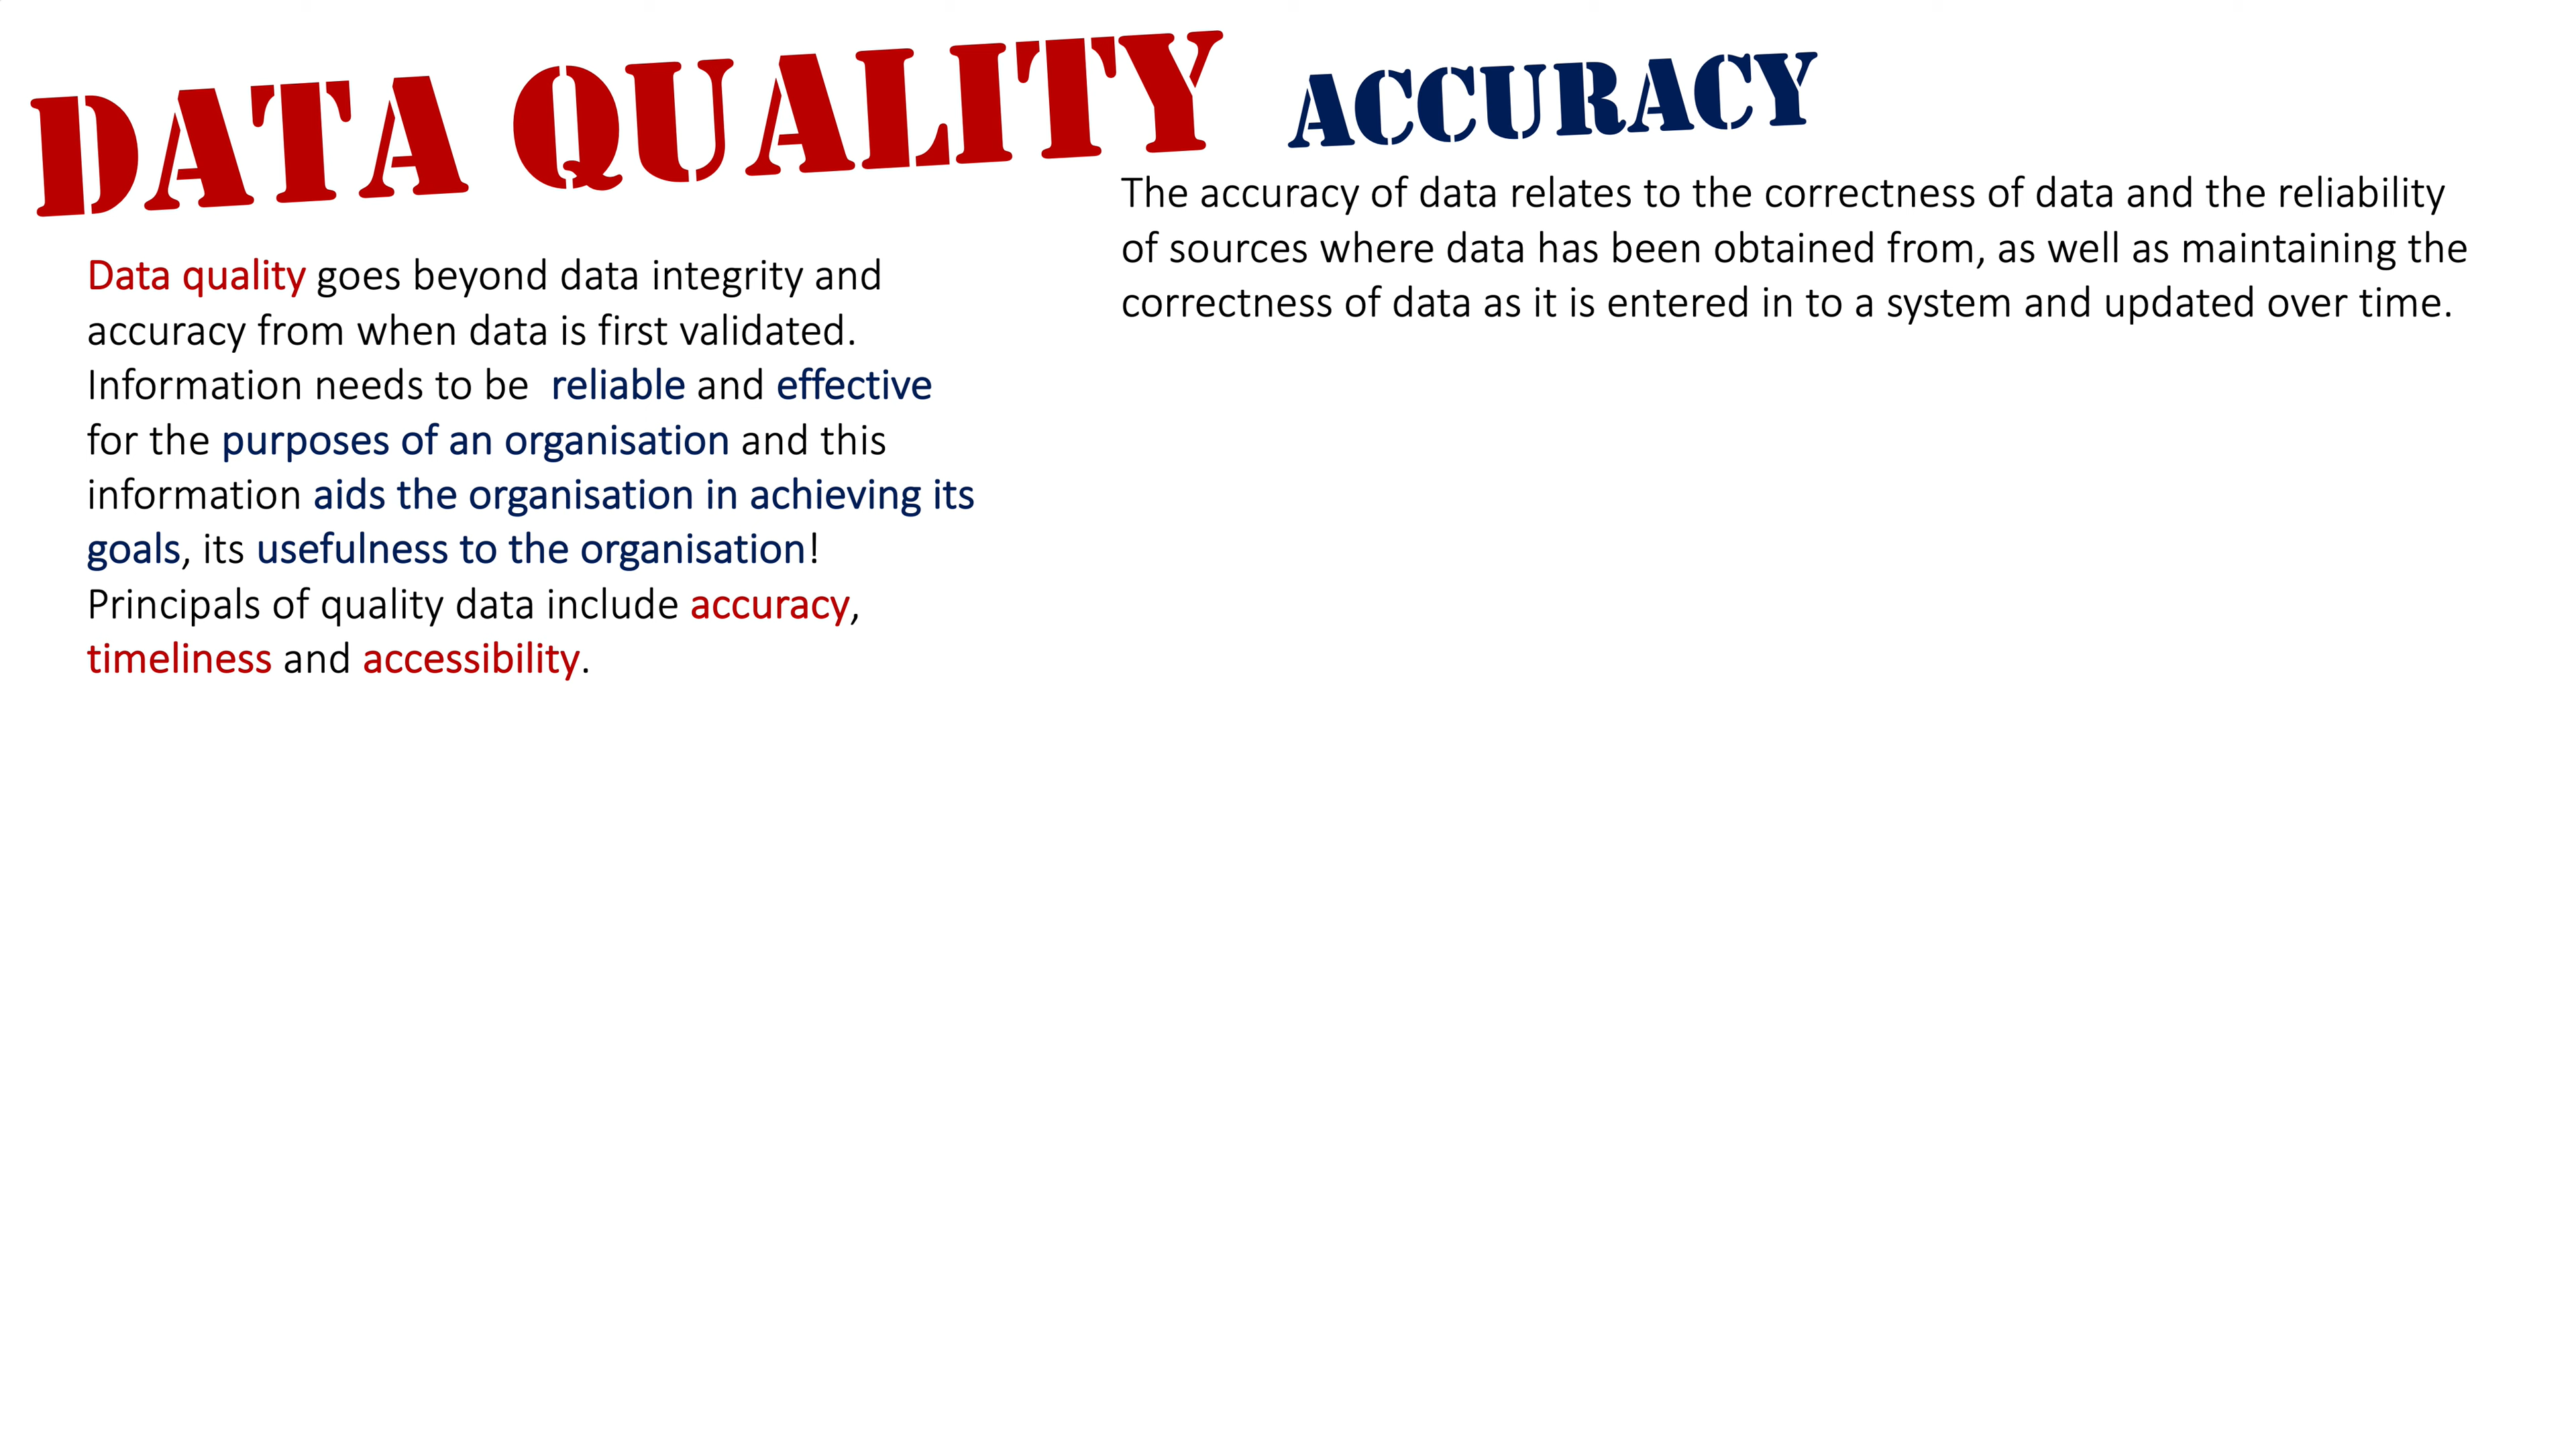 DATA QUALITY
Data quality goes beyond data integrity and
accuracy from when data is first validated.
Information needs to be  reliable and effective
for the purposes of an organisation and this
information aids the organisation in achieving its
goals, its usefulness to the organisation!
Principals of quality data include accuracy,
timeliness and accessibility.
ACCURACY
The accuracy of data relates to the correctness of data and the reliability
of sources where data has been obtained from, as well as maintaining the
correctness of data as it is entered in to a system and updated over time.